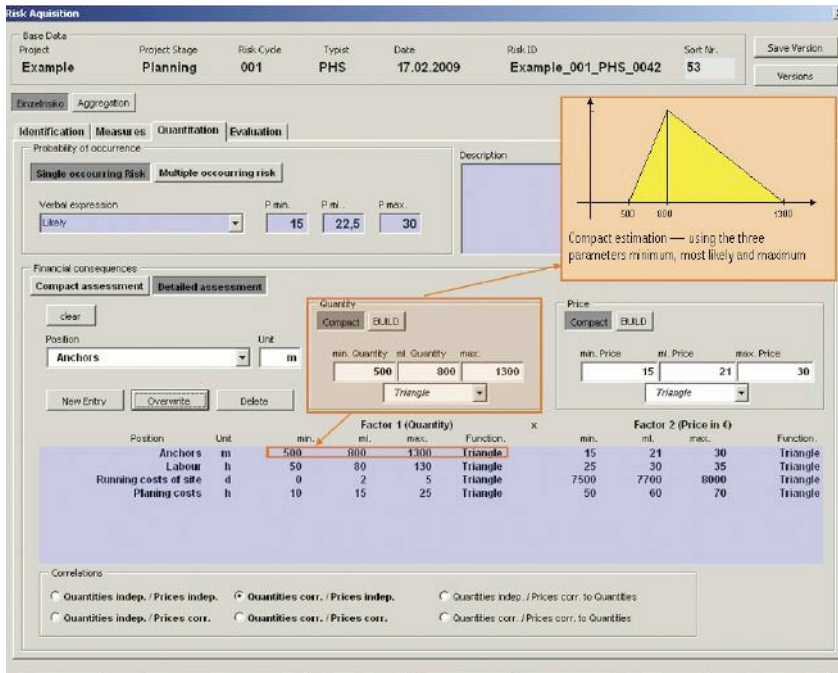 Risk Aquisition
Base Data
Project Project Stage Risk Cycle Typist Date Risk ID Sort Nr.
Example Planning 001 PHS 17.02.2009 Example_001_PHS_0042 53
Save Version
Versions
Einzelrisiko Aggregation
Identification Measures Quantitation Evaluation
Probability of occurrence
Single occourring Risk Multiple occourring risk
Verbal expression P min. P ml. P max.
Likely 15 22,5 30
Description
500 800 1300
Compact estimation — using the three
parameters minimum, most likely and maximum
Financial consequences
Compact assessment Detailed assessment
clear
Position Unit
Anchors m
New Entry Overwrite Delete
Quantity
Compact BUILD
min. Quantity ml. Quantity max.
500 800 1300
Triangle
Price
Compact BUILD
min. Price ml. Price max. Price
15 21 30
Triangle
Factor 1 (Quantity) x Factor 2 (Price in €)
Position Unit min. ml. max. Function. min. ml. max. Function.
Anchors m 500 800 1300 Triangle 15 21 30 Triangle
Labour h 50 80 130 Triangle 25 30 35 Triangle
Running costs of site d 0 2 5 Triangle 7500 7700 8000 Triangle
Planing costs h 10 15 25 Triangle 50 60 70 Triangle
Correlations
Quantities indep. / Prices indep. Quantities corr. / Prices indep. Quantities indep. / Prices corr. to Quantities
Quantities indep. / Prices corr. Quantities corr. / Prices corr. Quantities corr. / Prices corr. to Quantities